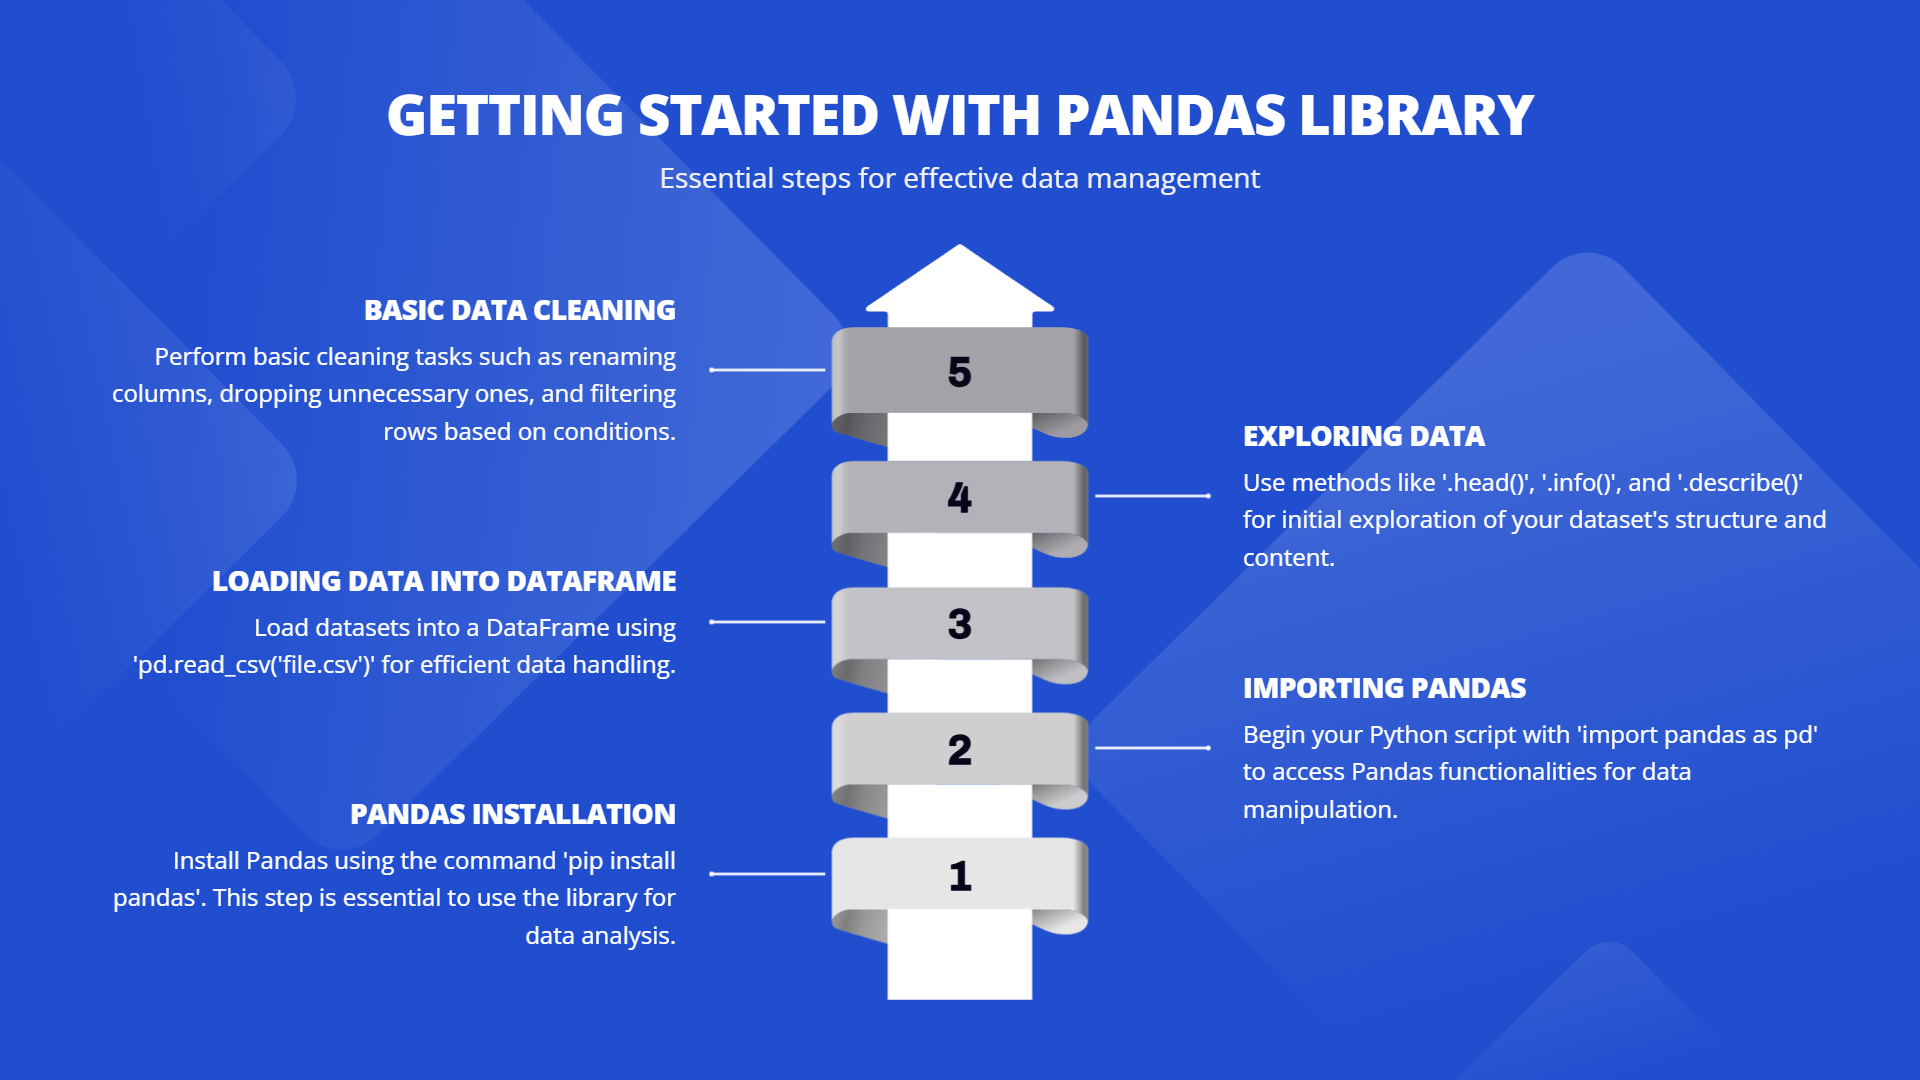 GETTING STARTED WITH PANDAS LIBRARY
Essential steps for effective data management
BASIC DATA CLEANING
Perform basic cleaning tasks such as renaming
columns, dropping unnecessary ones, and filtering
rows based on conditions.
5
EXPLORING DATA
Use methods like '.head()', '.info()', and '.describe()'
for initial exploration of your dataset's structure and
content.
4
LOADING DATA INTO DATAFRAME
Load datasets into a DataFrame using
'pd.read_csv('file.csv')' for efficient data handling.
3
IMPORTING PANDAS
Begin your Python script with 'import pandas as pd'
to access Pandas functionalities for data
manipulation.
2
PANDAS INSTALLATION
Install Pandas using the command 'pip install
pandas'. This step is essential to use the library for
data analysis.
1